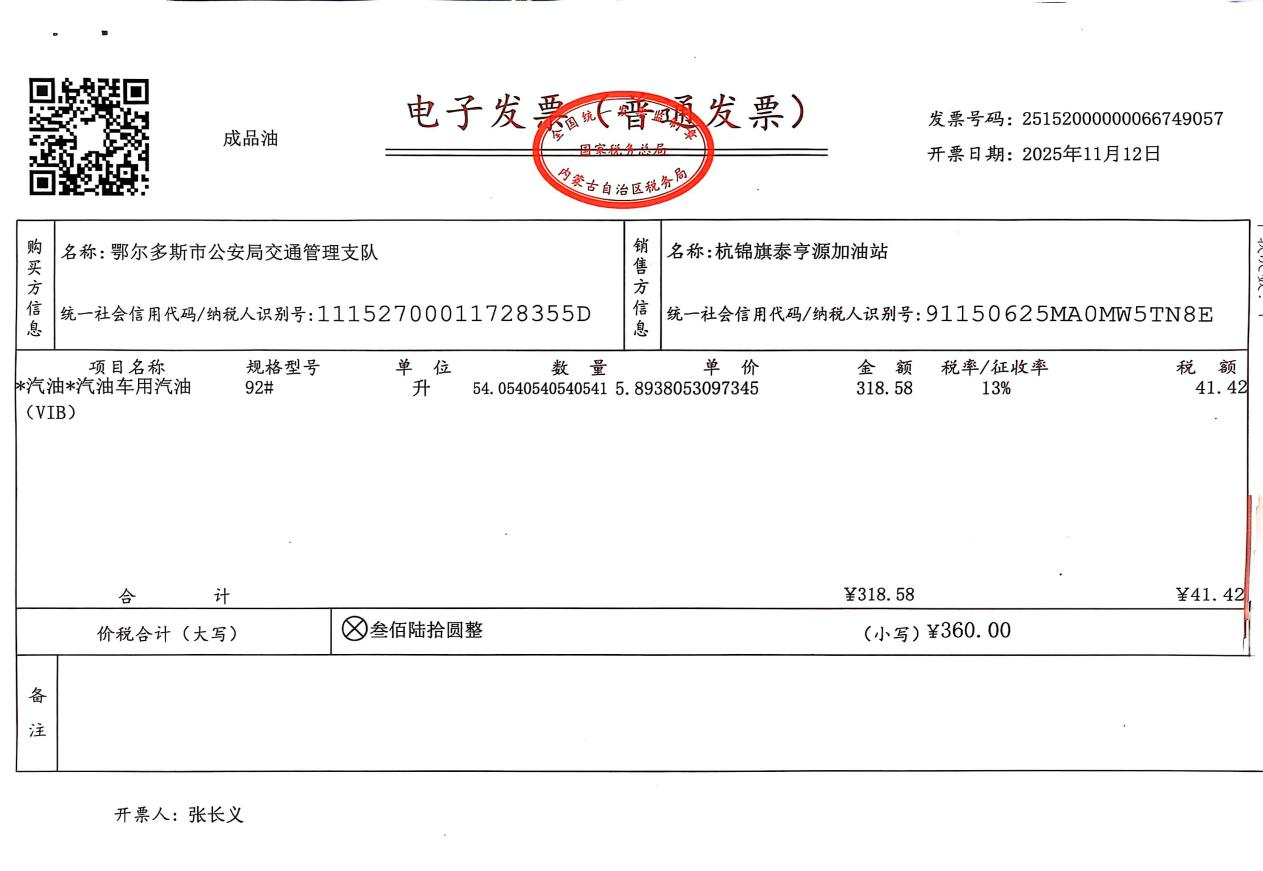 电子发票（普通发票）
全国统一发票监制章
国家税务总局
内蒙古自治区税务局
成品油
发票号码：25152000000066749057
开票日期：2025年11月12日
购买方信息
名称：鄂尔多斯市公安局交通管理支队
统一社会信用代码/纳税人识别号：11152700011728355D
销售方信息
名称：杭锦旗泰亨源加油站
统一社会信用代码/纳税人识别号：91150625MA0MW5TN8E
项目名称 规格型号 单位 数量 单价 金额 税率/征收率 税额
*汽油*汽油车用汽油 92# 升 54.0540540540541 5.8938053097345 318.58 13% 41.42
（VIB）
合计 ¥318.58 ¥41.42
价税合计（大写） ⊗叁佰陆拾圆整 （小写）¥360.00
备注
开票人：张长义